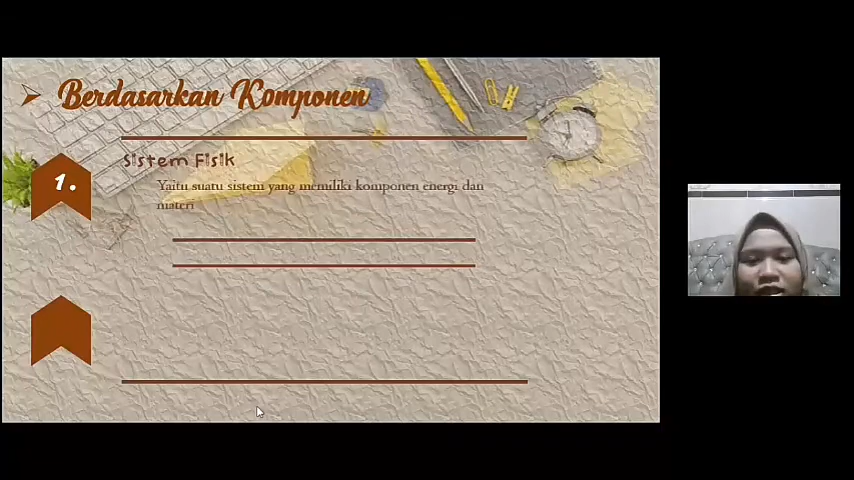 Berdasarkan Komponen
1.
Sistem Fisik
Yaitu suatu sistem yang memiliki komponen energi dan
materi